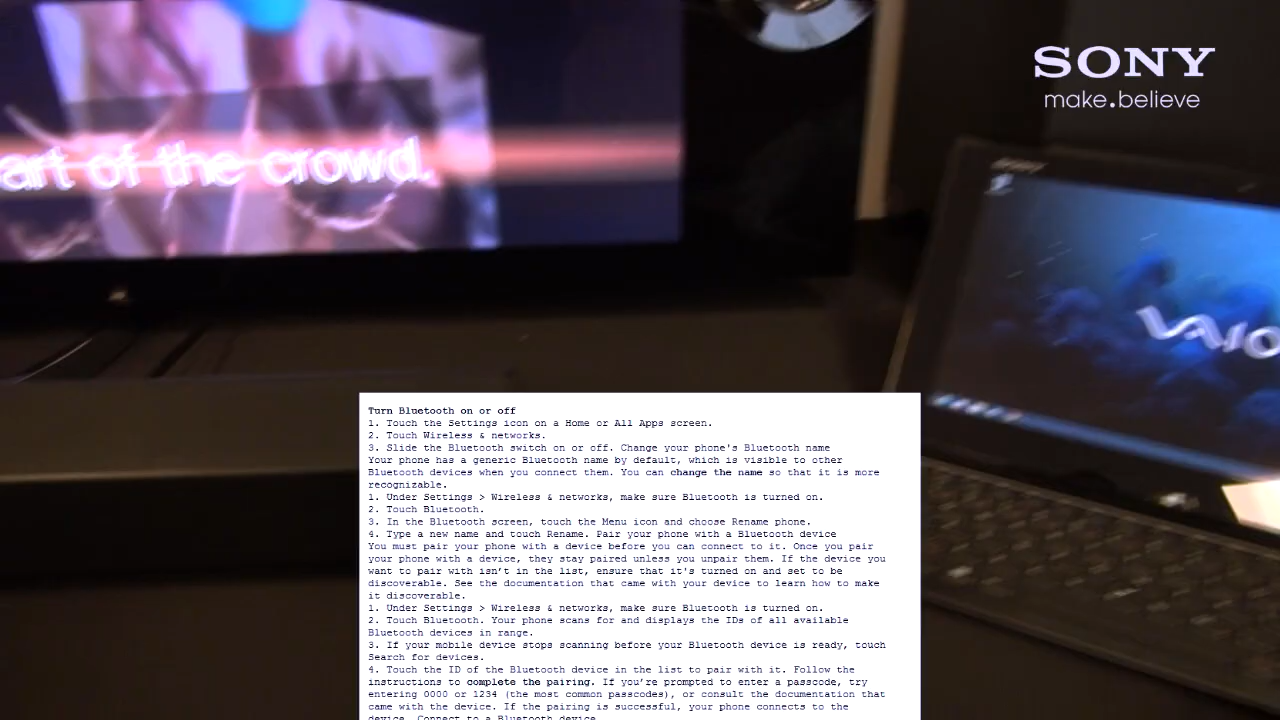 SONY
make.believe
art of the crowd.
SONY
VAIO
Turn Bluetooth on or off
1. Touch the Settings icon on a Home or All Apps screen.
2. Touch Wireless & networks.
3. Slide the Bluetooth switch on or off. Change your phone's Bluetooth name
Your phone has a generic Bluetooth name by default, which is visible to other
Bluetooth devices when you connect them. You can change the name so that it is more
recognizable.
1. Under Settings > Wireless & networks, make sure Bluetooth is turned on.
2. Touch Bluetooth.
3. In the Bluetooth screen, touch the Menu icon and choose Rename phone.
4. Type a new name and touch Rename. Pair your phone with a Bluetooth device
You must pair your phone with a device before you can connect to it. Once you pair
your phone with a device, they stay paired unless you unpair them. If the device you
want to pair with isn't in the list, ensure that it's turned on and set to be
discoverable. See the documentation that came with your device to learn how to make
it discoverable.
1. Under Settings > Wireless & networks, make sure Bluetooth is turned on.
2. Touch Bluetooth. Your phone scans for and displays the IDs of all available
Bluetooth devices in range.
3. If your mobile device stops scanning before your Bluetooth device is ready, touch
Search for devices.
4. Touch the ID of the Bluetooth device in the list to pair with it. Follow the
instructions to complete the pairing. If you're prompted to enter a passcode, try
entering 0000 or 1234 (the most common passcodes), or consult the documentation that
came with the device. If the pairing is successful, your phone connects to the
device. Connect to a Bluetooth device